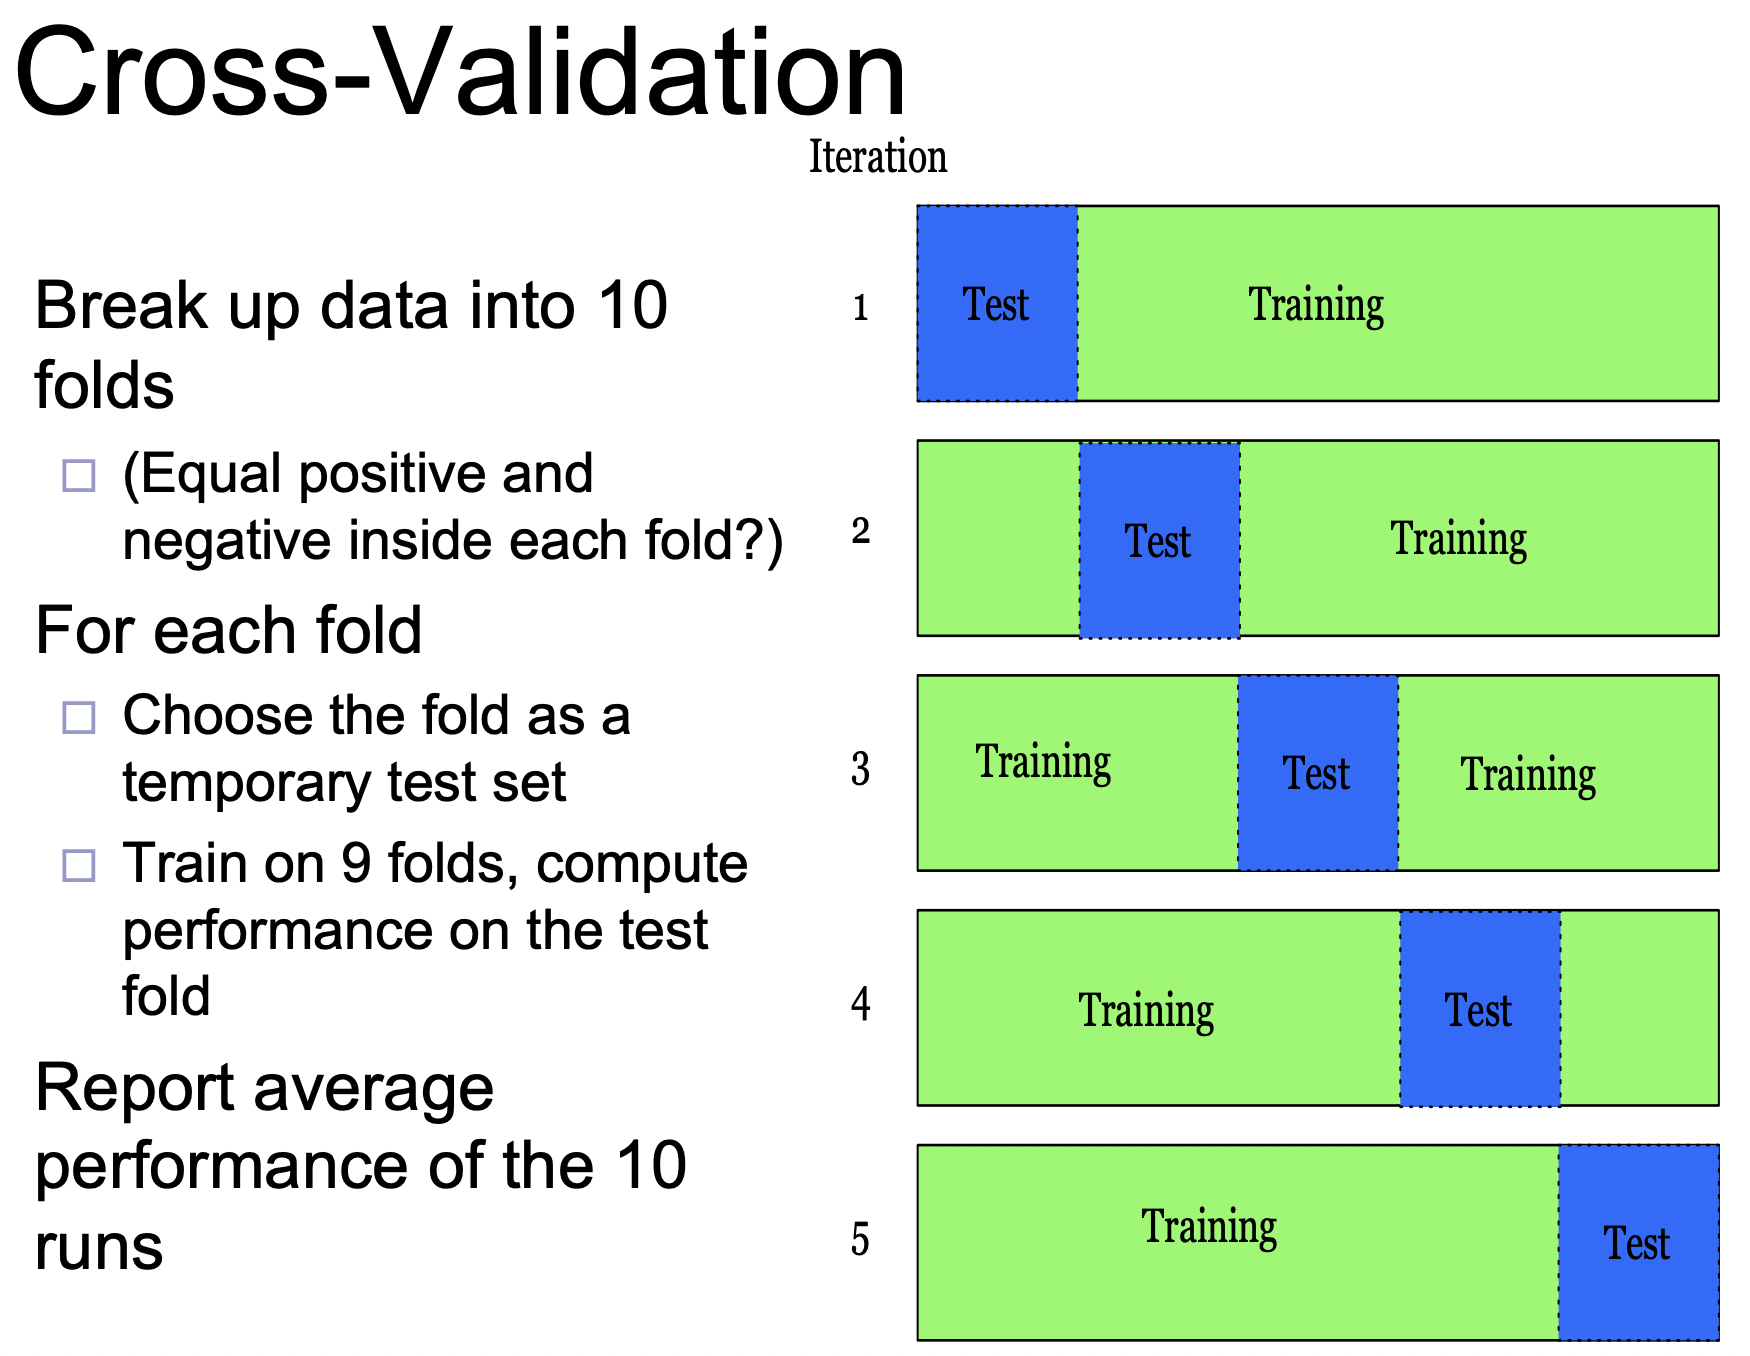 Cross-Validation
Break up data into 10
folds
(Equal positive and
negative inside each fold?)
For each fold
Choose the fold as a
temporary test set
Train on 9 folds, compute
performance on the test
fold
Report average
performance of the 10
runs
Iteration
1 Test Training
2 Test Training
3 Training Test Training
4 Training Test
5 Training Test